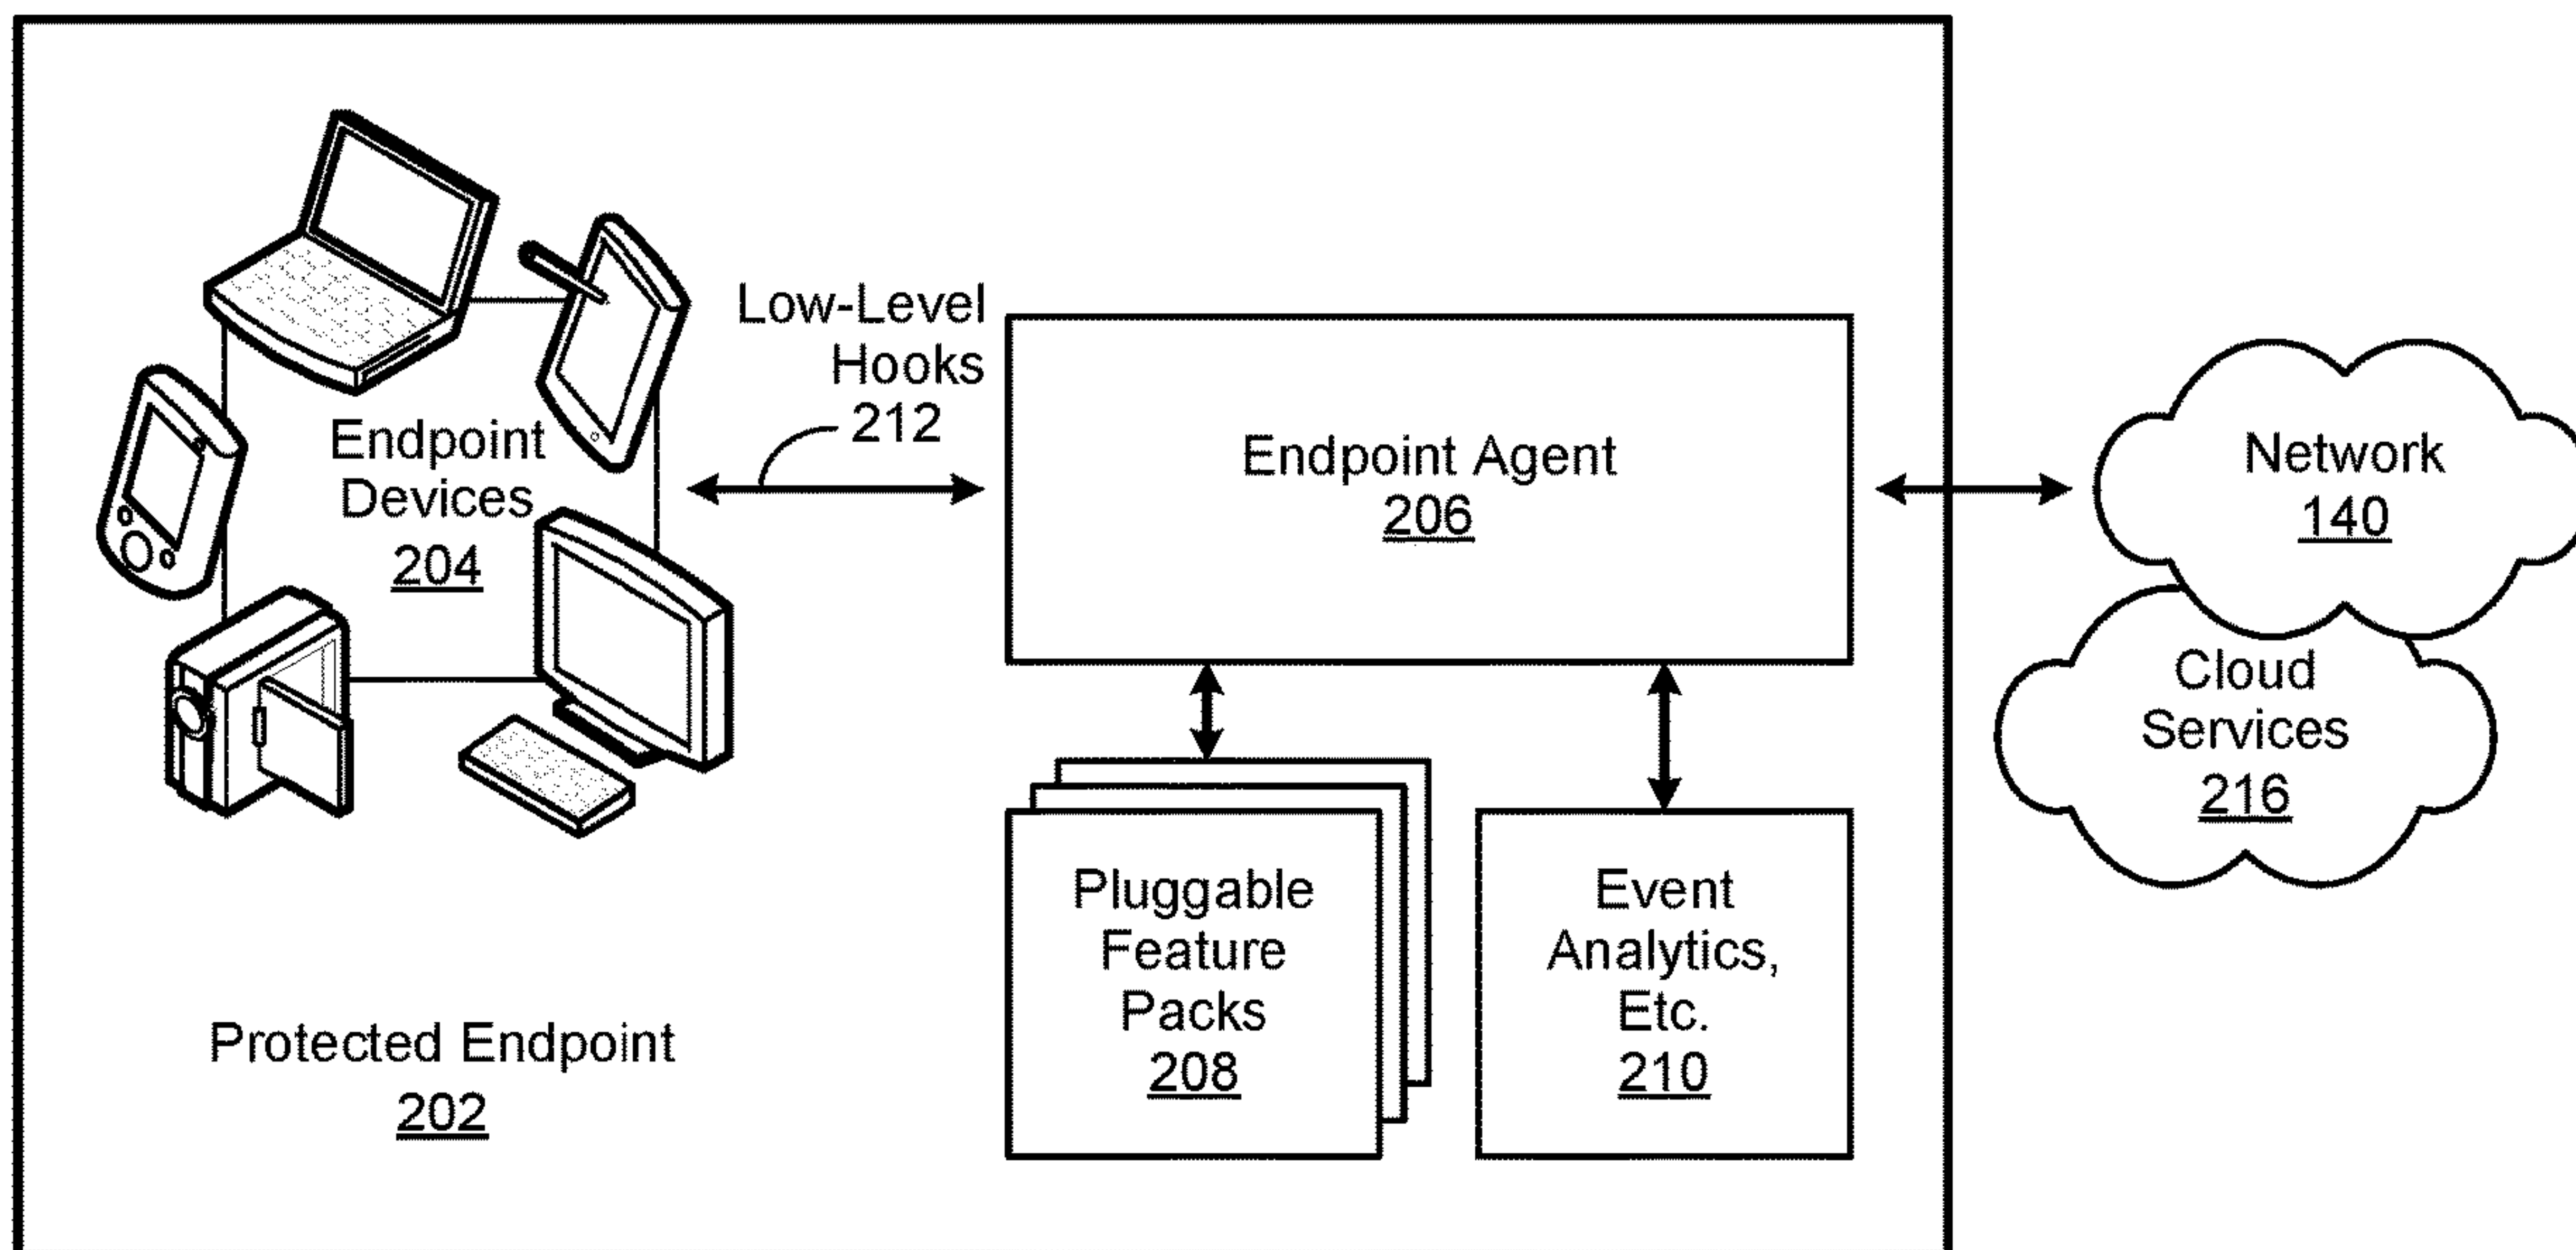 Low-Level
Hooks
212
Endpoint
Devices
204
Endpoint Agent
206
Network
140
Cloud
Services
216
Pluggable
Feature
Packs
208
Event
Analytics,
Etc.
210
Protected Endpoint
202